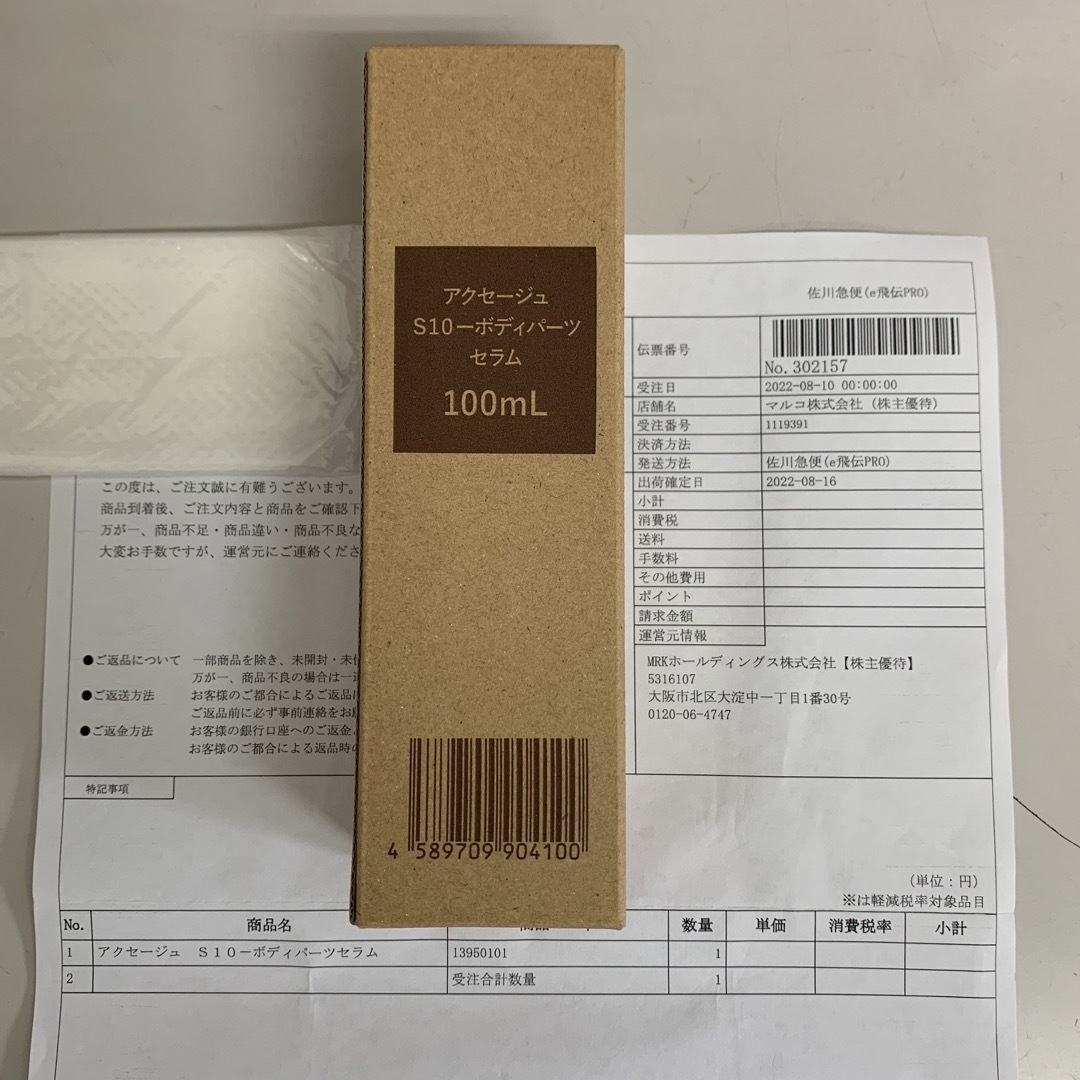 アクセージュ
S10ーボディパーツ
セラム
100mL
4 589709 904100
佐川急便(e飛伝PRO)
伝票番号
No.302157
受注日 2022-08-10 00:00:00
店舗名 マルコ株式会社 (株主優待)
受注番号 1119391
決済方法
発送方法 佐川急便(e飛伝PRO)
出荷確定日 2022-08-16
小計
消費税
送料
手数料
その他費用
ポイント
請求金額
運営元情報
MRKホールディングス株式会社【株主優待】
5316107
大阪市北区大淀中一丁目1番30号
0120-06-4747
この度は、ご注文誠に有難うございます。
商品到着後、ご注文内容と商品をご確認下
万が一、商品不足・商品違い・商品不良な
大変お手数ですが、運営元にご連絡くださ
●ご返品について 一部商品を除き、未開封・未使
万が一、商品不良の場合は一週
●ご返送方法 お客様のご都合によるご返品に
ご返品前に必ず事前連絡をお願
●ご返金方法 お客様の銀行口座へのご返金と
お客様のご都合による返品時の
特記事項
(単位：円)
※は軽減税率対象品目
No. 商品名 数量 単価 消費税率 小計
1 アクセージュ S10ーボディパーツセラム 13950101 1
2 受注合計数量 1